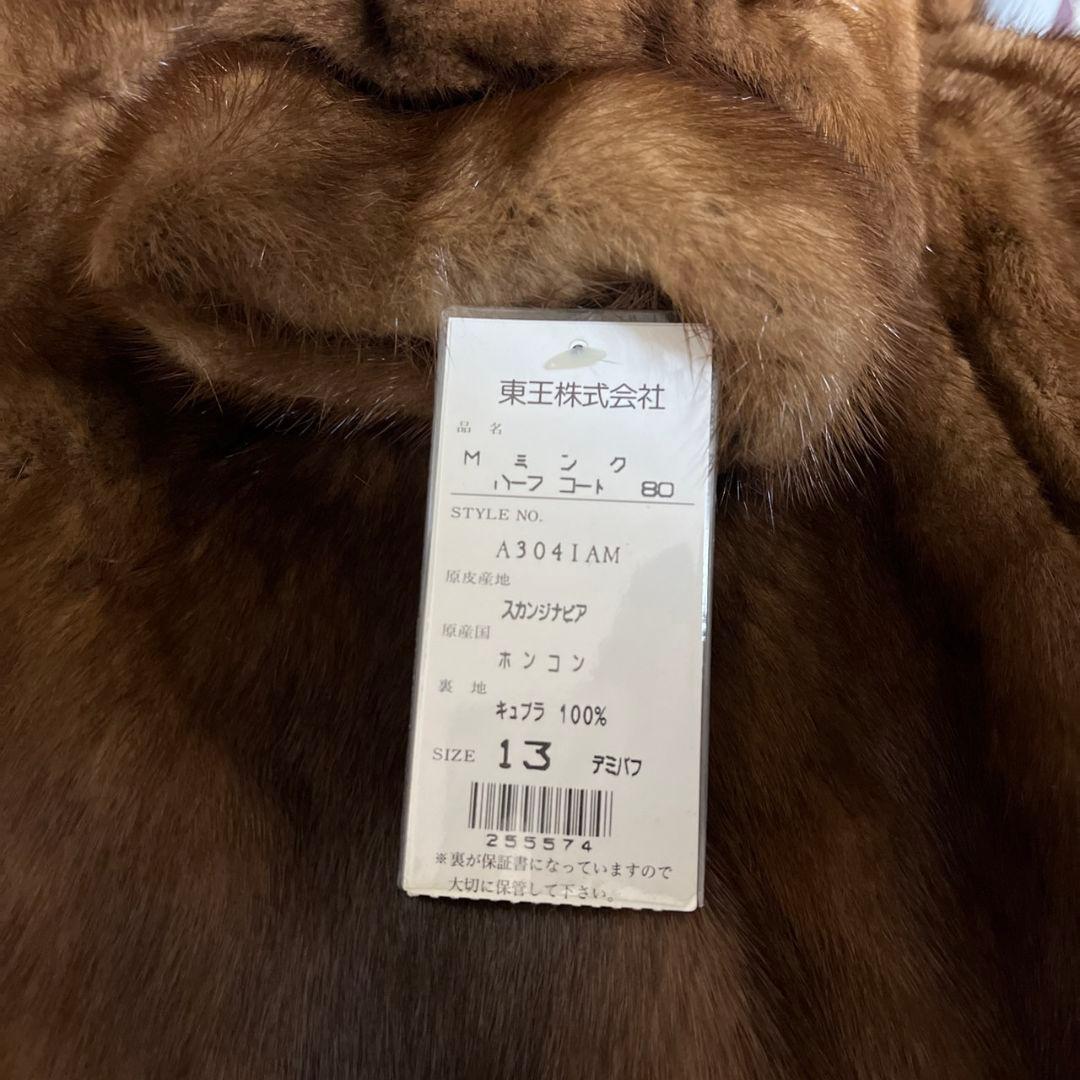 東王株式会社
品 名
M ミンク
ハーフ コート 80
STYLE NO.
A3041AM
原皮産地
スカンジナビア
原産国
ホンコン
裏 地
キュプラ 100%
SIZE 13 デミバフ
255574
※裏が保証書になっていますので
大切に保管して下さい。